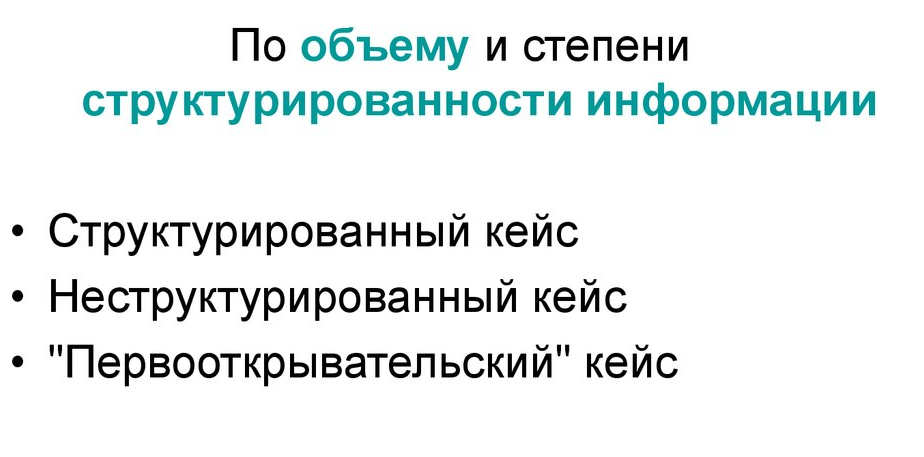 По объему и степени
структурированности информации
• Структурированный кейс
• Неструктурированный кейс
• "Первооткрывательский" кейс